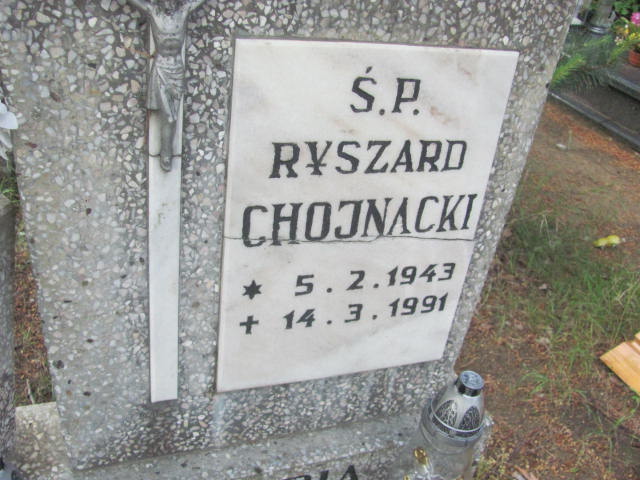 Ś.P.
RYSZARD
CHOJNACKI
* 5.2.1943
+ 14.3.1991